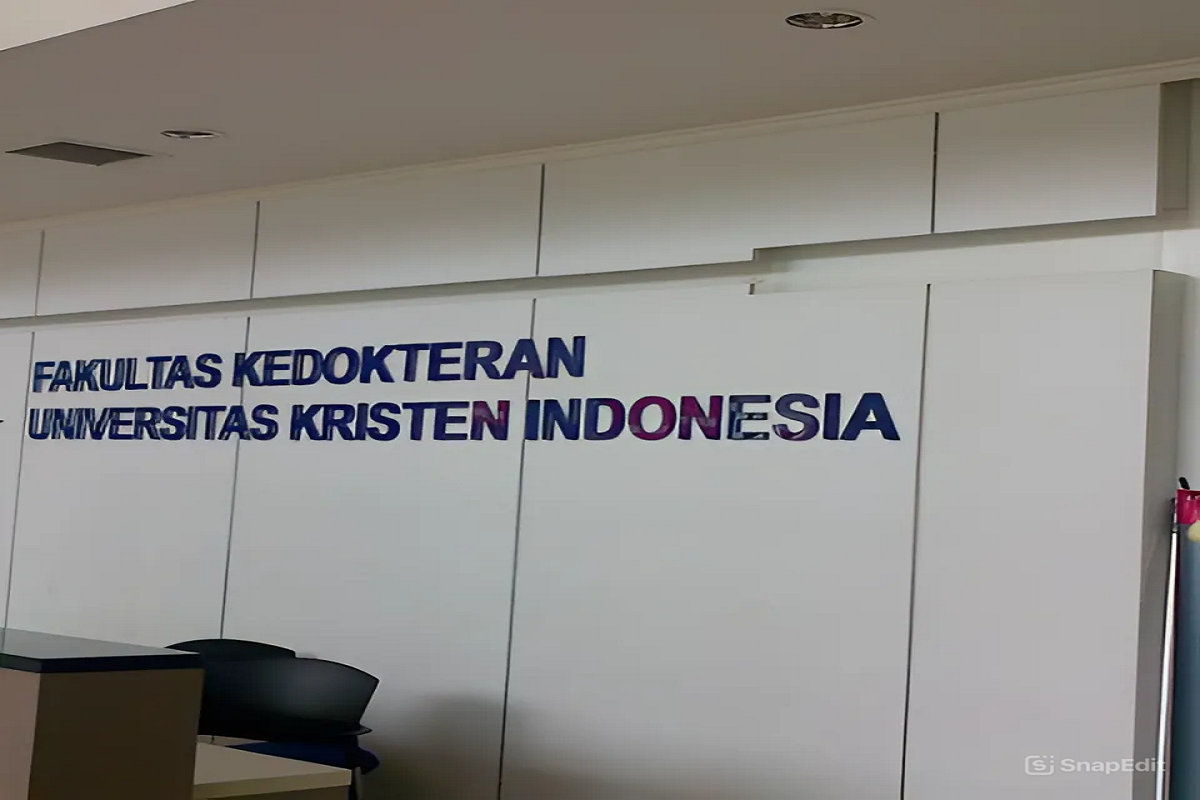 FAKULTAS KEDOKTERAN
UNIVERSITAS KRISTEN INDONESIA
SnapEdit